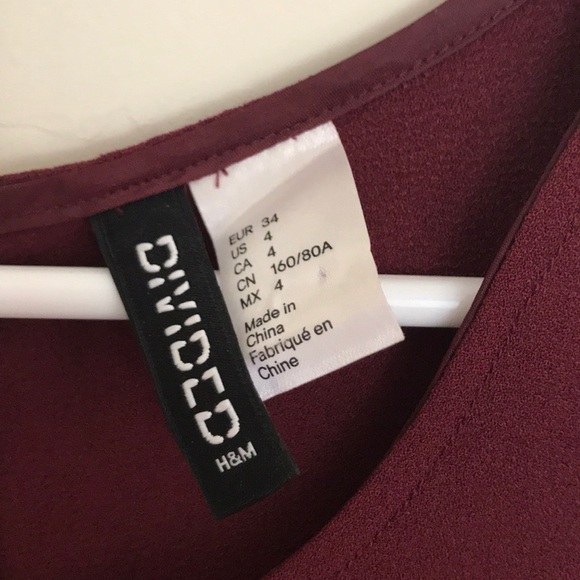 DIVIDED
H&M
EUR 34
US 4
CA 4
CN 160/80A
MX 4
Made in
China
Fabriqué en
Chine